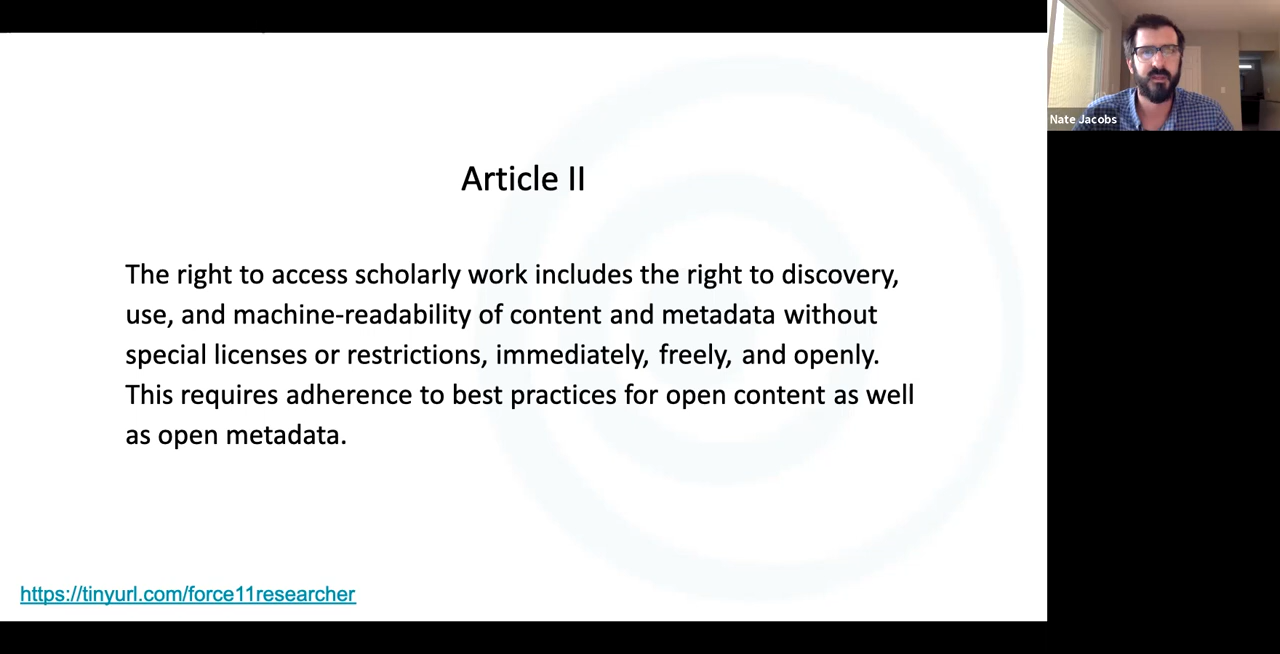 Article II
The right to access scholarly work includes the right to discovery,
use, and machine-readability of content and metadata without
special licenses or restrictions, immediately, freely, and openly.
This requires adherence to best practices for open content as well
as open metadata.
https://tinyurl.com/force11researcher
Nate Jacobs